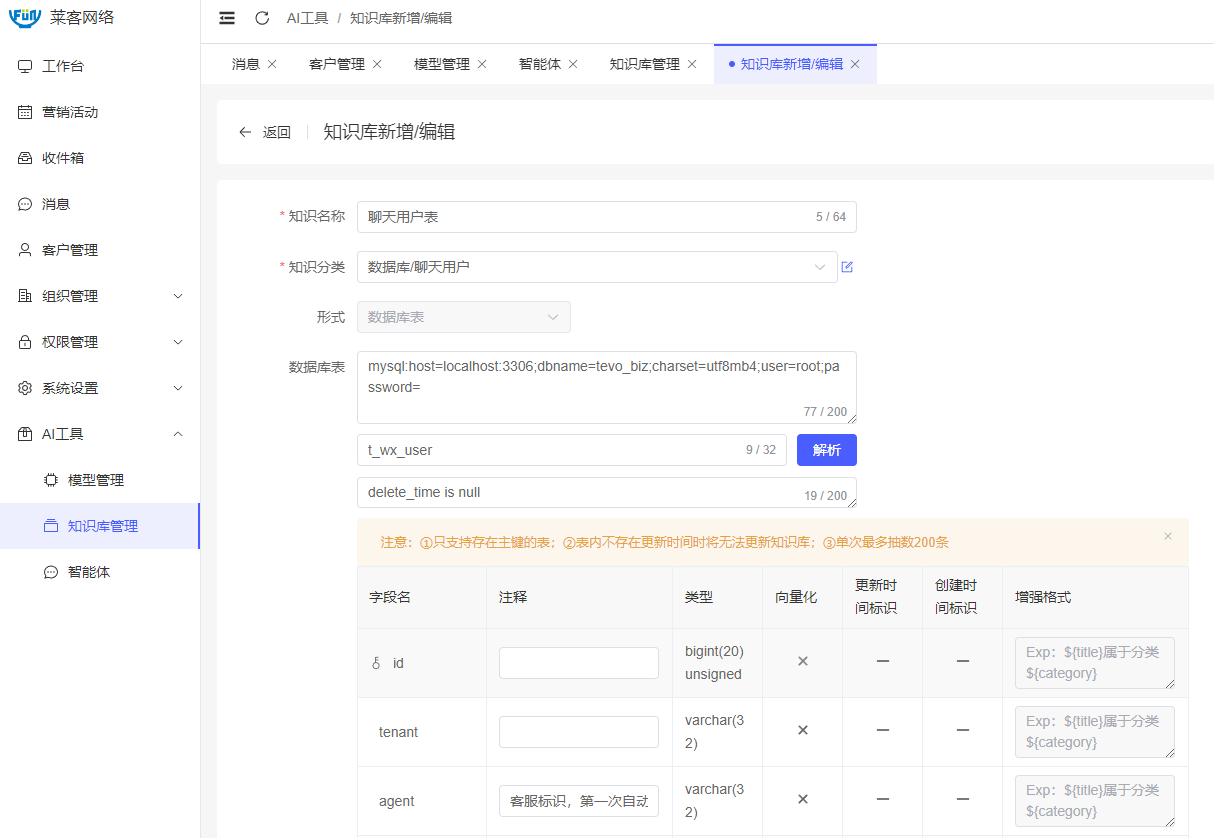 Fün 莱客网络
AI工具 / 知识库新增/编辑
工作台
营销活动
收件箱
消息
客户管理
组织管理
权限管理
系统设置
AI工具
模型管理
知识库管理
智能体
消息 客户管理 模型管理 智能体 知识库管理 知识库新增/编辑
返回 知识库新增/编辑
* 知识名称 聊天用户表 5 / 64
* 知识分类 数据库/聊天用户
形式 数据库表
数据库表 mysql:host=localhost:3306;dbname=tevo_biz;charset=utf8mb4;user=root;pa
ssword=
77 / 200
t_wx_user 9 / 32 解析
delete_time is null 19 / 200
注意：①只支持存在主键的表；②表内不存在更新时间时将无法更新知识库；③单次最多抽数200条
字段名 注释 类型 向量化 更新时 创建时 增强格式
间标识 间标识
id bigint(20) Exp：${title}属于分类
unsigned ${category}
tenant varchar(3 Exp：${title}属于分类
2) ${category}
agent 客服标识，第一次自动 varchar(3 Exp：${title}属于分类
2) ${category}